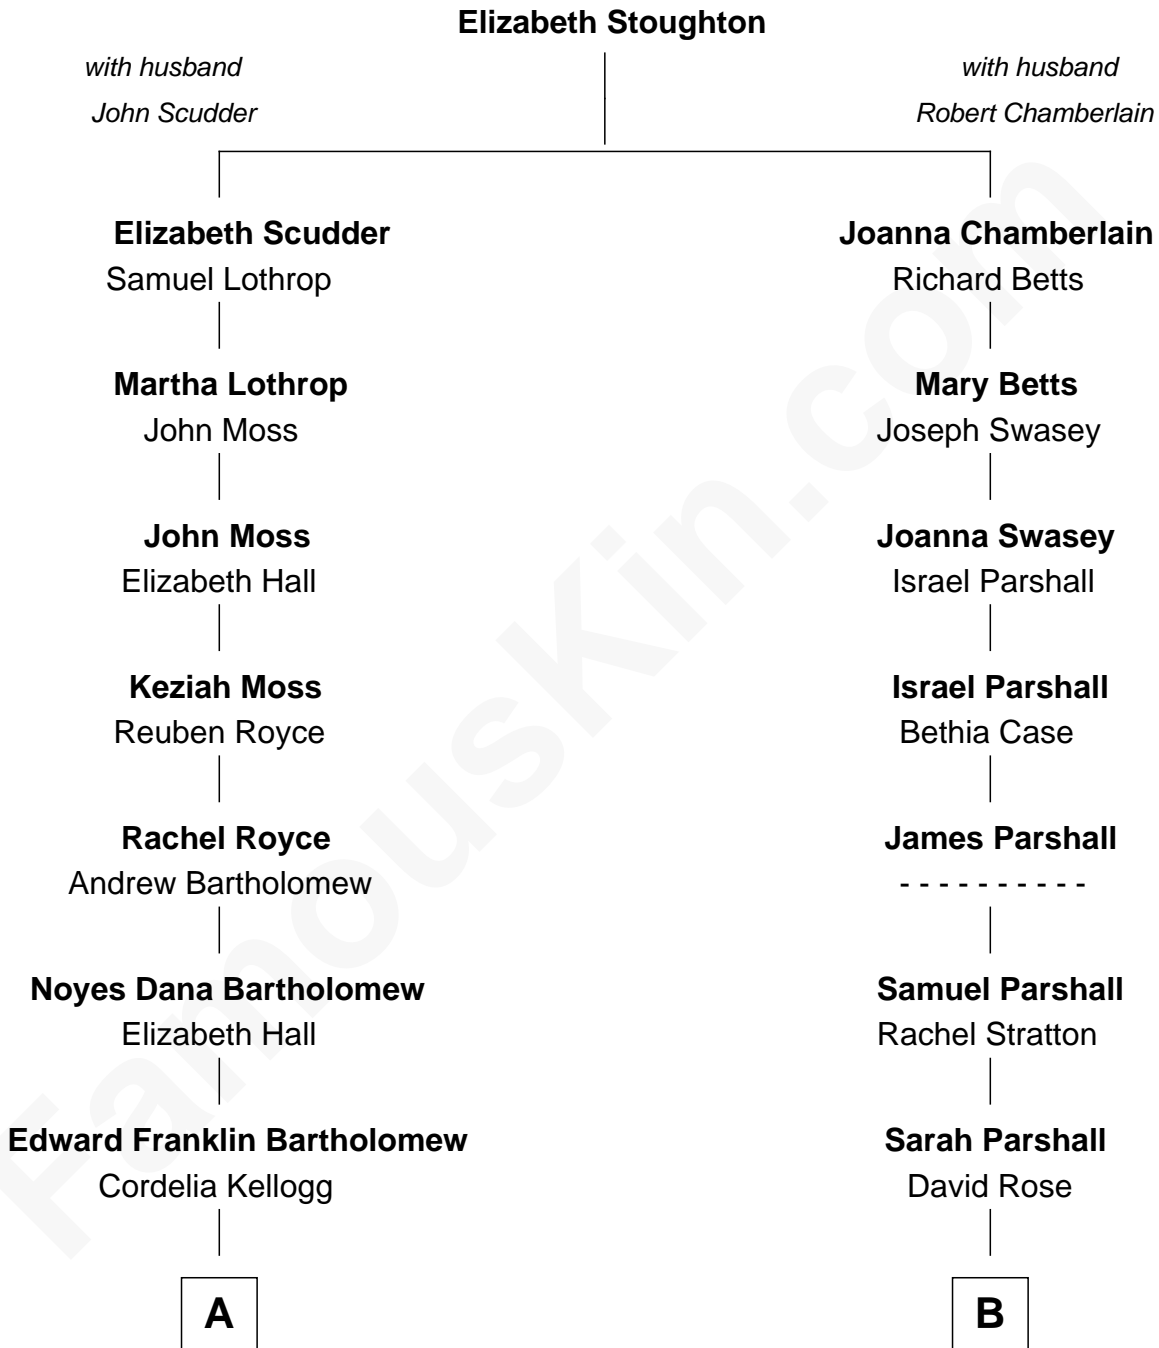 Elizabeth Stoughton
with husband
John Scudder
with husband
Robert Chamberlain
Elizabeth Scudder
Samuel Lothrop
Joanna Chamberlain
Richard Betts
Martha Lothrop
John Moss
Mary Betts
Joseph Swasey
John Moss
Elizabeth Hall
Joanna Swasey
Israel Parshall
Keziah Moss
Reuben Royce
Israel Parshall
Bethia Case
Rachel Royce
Andrew Bartholomew
James Parshall
- - - - - - - - - -
Noyes Dana Bartholomew
Elizabeth Hall
Samuel Parshall
Rachel Stratton
Edward Franklin Bartholomew
Cordelia Kellogg
Sarah Parshall
David Rose
A
B
FamousKin.com